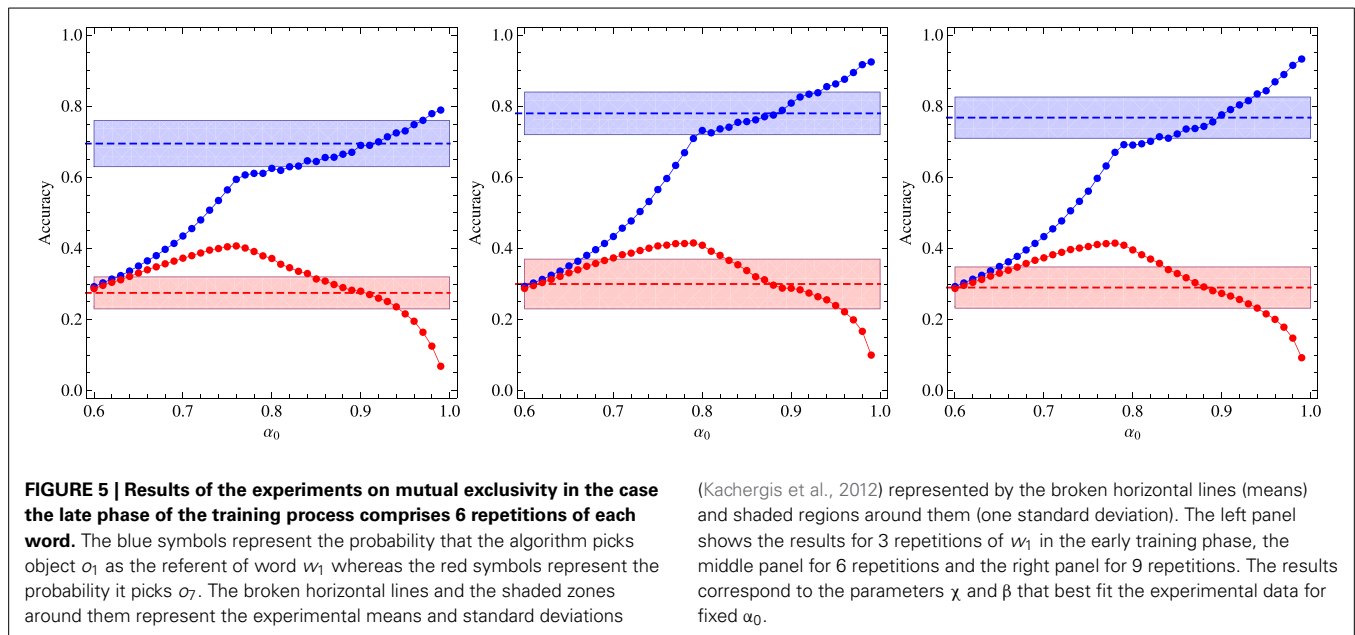 1.0
0.8
0.6
0.4
0.2
0.0
Accuracy
0.6 0.7 0.8 0.9 1.0
α0
1.0
0.8
0.6
0.4
0.2
0.0
Accuracy
0.6 0.7 0.8 0.9 1.0
α0
1.0
0.8
0.6
0.4
0.2
0.0
Accuracy
0.6 0.7 0.8 0.9 1.0
α0
FIGURE 5 | Results of the experiments on mutual exclusivity in the case
the late phase of the training process comprises 6 repetitions of each
word. The blue symbols represent the probability that the algorithm picks
object o1 as the referent of word w1 whereas the red symbols represent the
probability it picks o7. The broken horizontal lines and the shaded zones
around them represent the experimental means and standard deviations
(Kachergis et al., 2012) represented by the broken horizontal lines (means)
and shaded regions around them (one standard deviation). The left panel
shows the results for 3 repetitions of w1 in the early training phase, the
middle panel for 6 repetitions and the right panel for 9 repetitions. The results
correspond to the parameters χ and β that best fit the experimental data for
fixed α0.